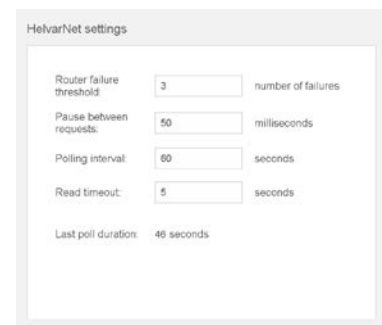 HelvarNet settings
Router failure
threshold: 3 number of failures
Pause between
requests: 50 milliseconds
Polling interval: 60 seconds
Read timeout: 5 seconds
Last poll duration: 46 seconds